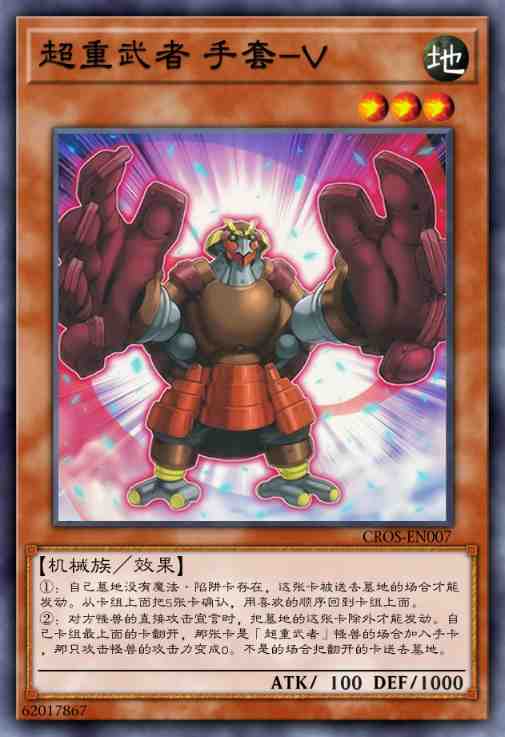 超重武者 手套-V
地
CROS-EN007
【机械族／效果】
①：自己墓地没有魔法·陷阱卡存在，这张卡被送去墓地的场合才能
发动。从卡组上面把5张卡确认，用喜欢的顺序回到卡组上面。
②：对方怪兽的直接攻击宣言时，把墓地的这张卡除外才能发动。自
己卡组最上面的卡翻开，那张卡是「超重武者」怪兽的场合加入手卡，
那只攻击怪兽的攻击力变成0。不是的场合把翻开的卡送去墓地。
ATK/ 100 DEF/1000
62017867